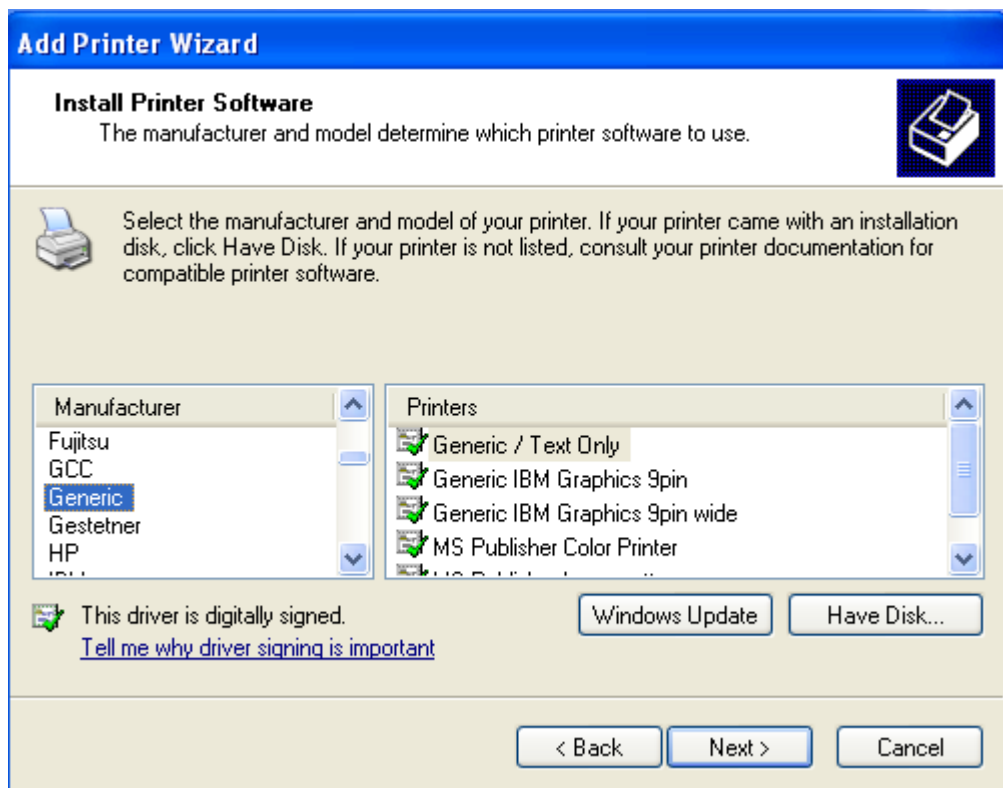 Add Printer Wizard
Install Printer Software
The manufacturer and model determine which printer software to use.
Select the manufacturer and model of your printer. If your printer came with an installation
disk, click Have Disk. If your printer is not listed, consult your printer documentation for
compatible printer software.
Manufacturer
Fujitsu
GCC
Generic
Gestetner
HP
Printers
Generic / Text Only
Generic IBM Graphics 9pin
Generic IBM Graphics 9pin wide
MS Publisher Color Printer
This driver is digitally signed.
Tell me why driver signing is important
Windows Update
Have Disk...
< Back
Next >
Cancel